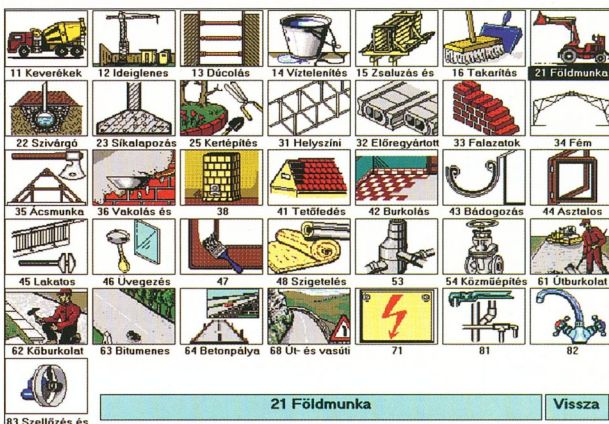 11 Keverékek
12 Ideiglenes
13 Dúcolás
14 Víztelenítés
15 Zsaluzás és
16 Takarítás
21 Földmunka
22 Szivárgó
23 Síkalapozás
25 Kertépítés
31 Helyszíni
32 Előregyártott
33 Falazatok
34 Fém
35 Ácsmunka
36 Vakolás és
38
41 Tetőfedés
42 Burkolás
43 Bádogozás
44 Asztalos
45 Lakatos
46 Üvegezés
47
48 Szigetelés
53
54 Közműépítés
61 Útburkolat
62 Kőburkolat
63 Bitumenes
64 Betonpálya
68 Út- és vasúti
71
81
82
83 Szellőzés és
21 Földmunka
Vissza